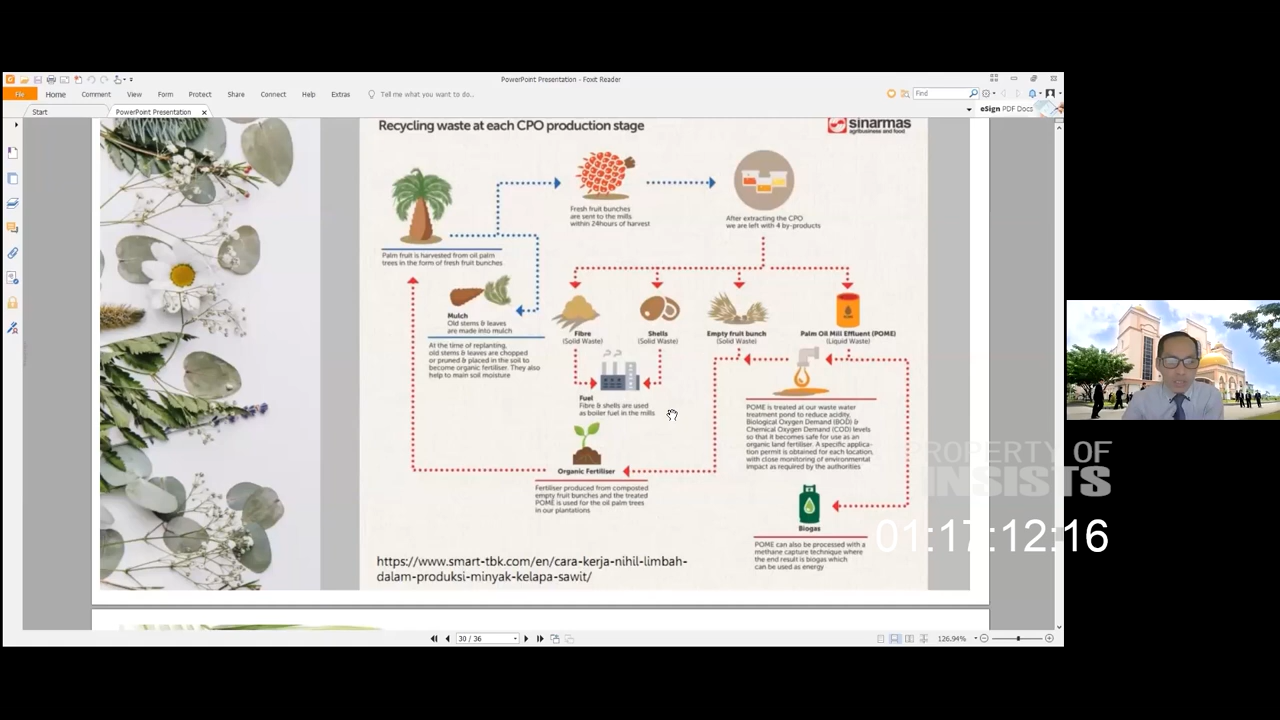 PowerPoint Presentation - Foxit Reader
File
Home
Comment
View
Form
Protect
Share
Connect
Help
Extras
Tell me what you want to do..
Find
Start
PowerPoint Presentation
eSign PDF Docs
Recycling waste at each CPO production stage
sinarmas
agribusiness and food
Fresh fruit bunches
are sent to the mills
within 24hours of harvest
After extracting the CPO
we are left with 4 by-products
Palm fruit is harvested from oil palm
trees in the form of fresh fruit bunches
Mulch
Old stems & leaves
are made into mulch
At the time of replanting,
old stems & leaves are chopped
or pruned & placed in the soil to
become organic fertiliser. They also
help to main soil moisture
Fibre
(Solid Waste)
Shells
(Solid Waste)
Empty fruit bunch
(Solid Waste)
Palm Oil Mill Effluent (POME)
(Liquid Waste)
Fuel
Fibre & shells are used
as boiler fuel in the mills
POME is treated at our waste water
treatment pond to reduce acidity,
Biological Oxygen Demand (BOD) &
Chemical Oxygen Demand (COD) levels
so that it becomes safe for use as an
organic land fertiliser. A specific applica-
tion permit is obtained for each location,
with close monitoring of environmental
impact as required by the authorities
Organic Fertiliser
Fertiliser produced from composted
empty fruit bunches and the treated
POME is used for the oil palm trees
in our plantations
Biogas
POME can also be processed with a
methane capture technique where
the end result is biogas which
can be used as energy
https://www.smart-tbk.com/en/cara-kerja-nihil-limbah-
dalam-produksi-minyak-kelapa-sawit/
PROPERTY OF
INSISTS
01:17:12:16
30 / 36
126.94%